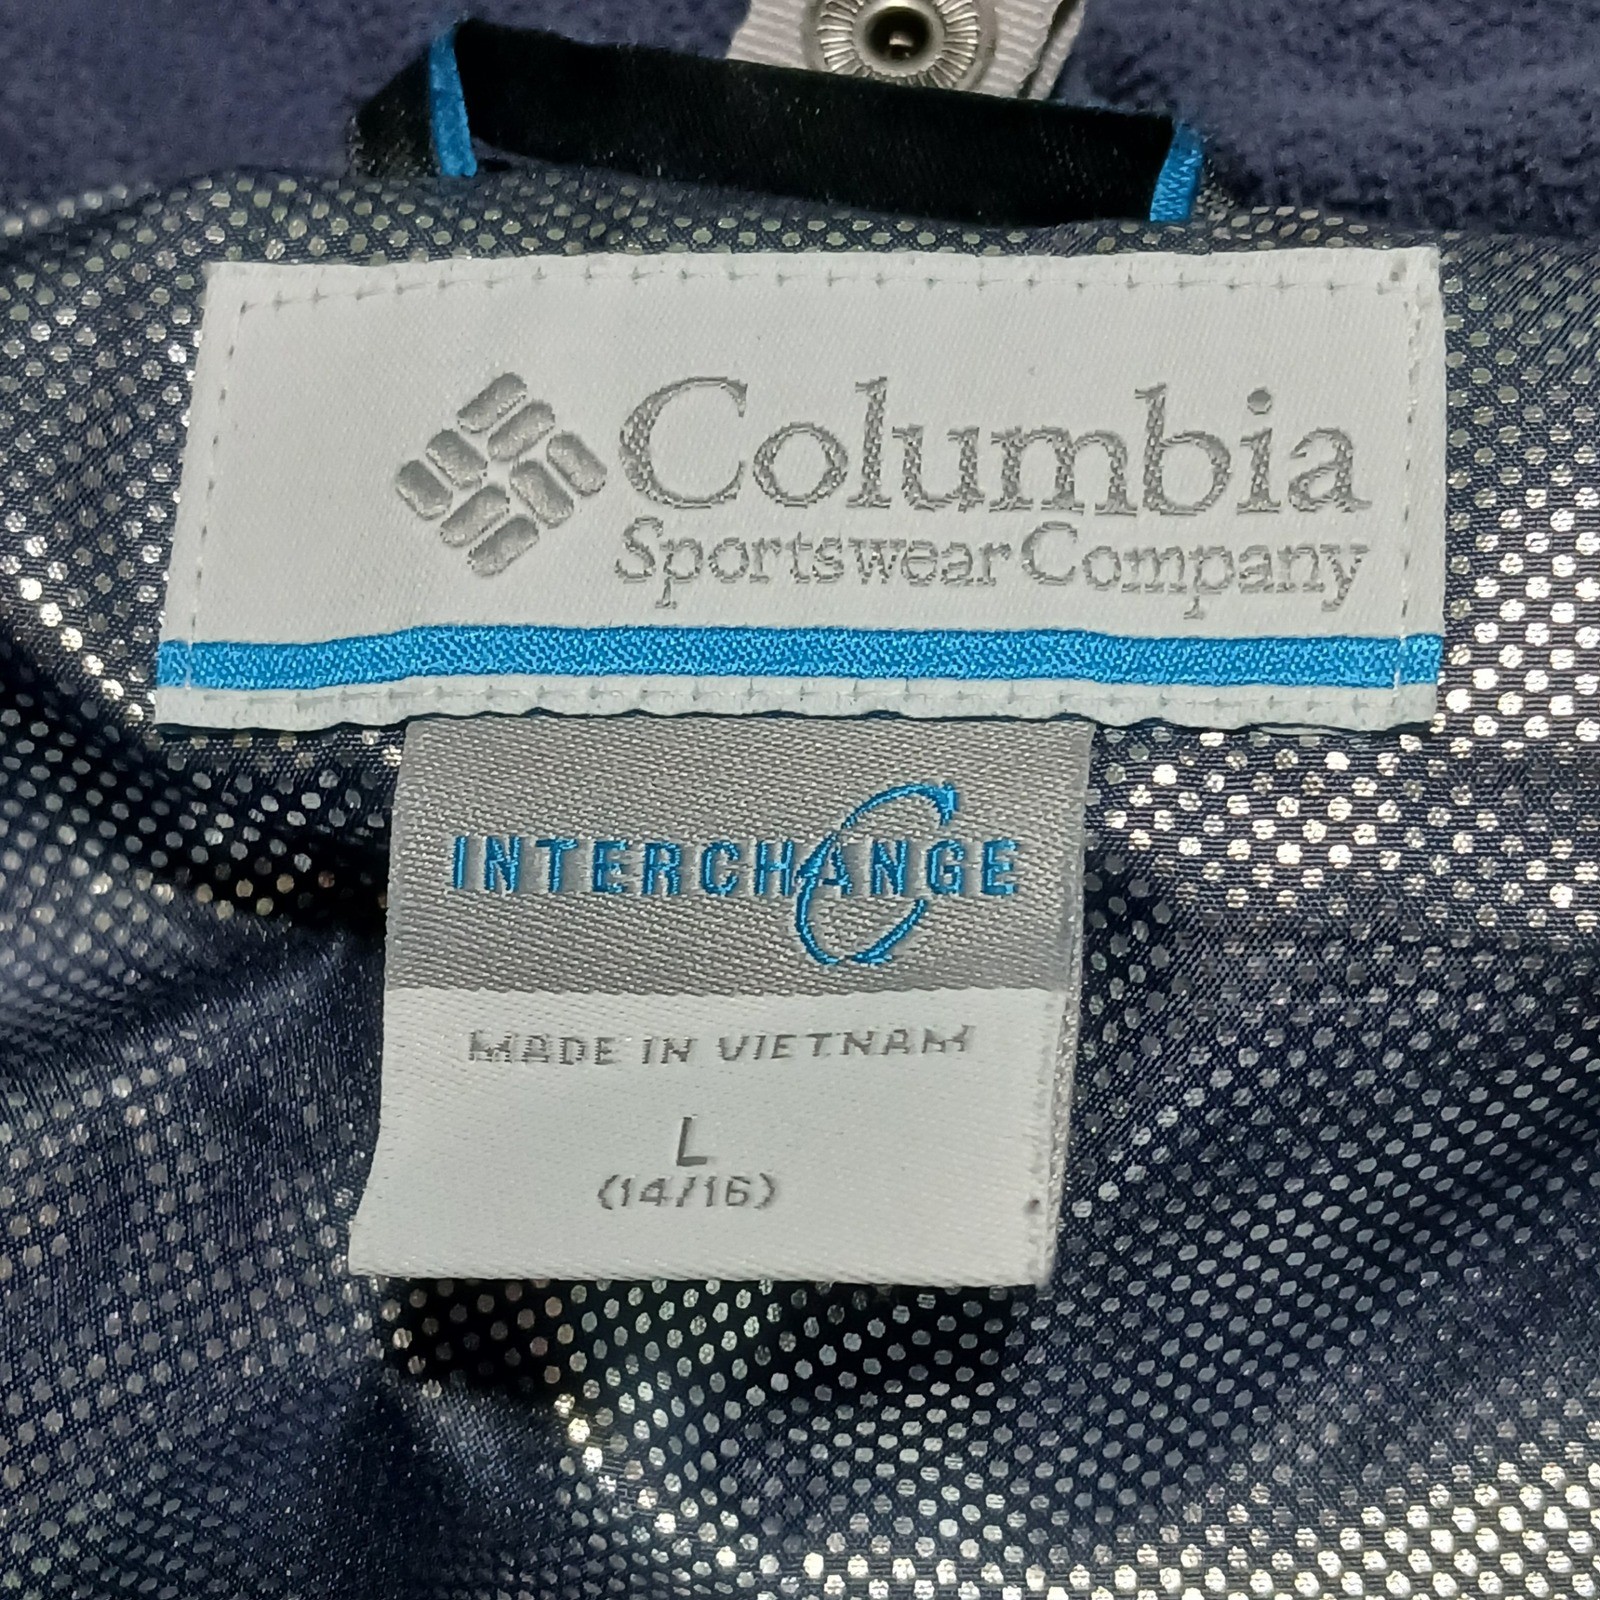 Columbia
Sportswear Company
INTERCHANGE
MADE IN VIETNAM
L
(14/16)